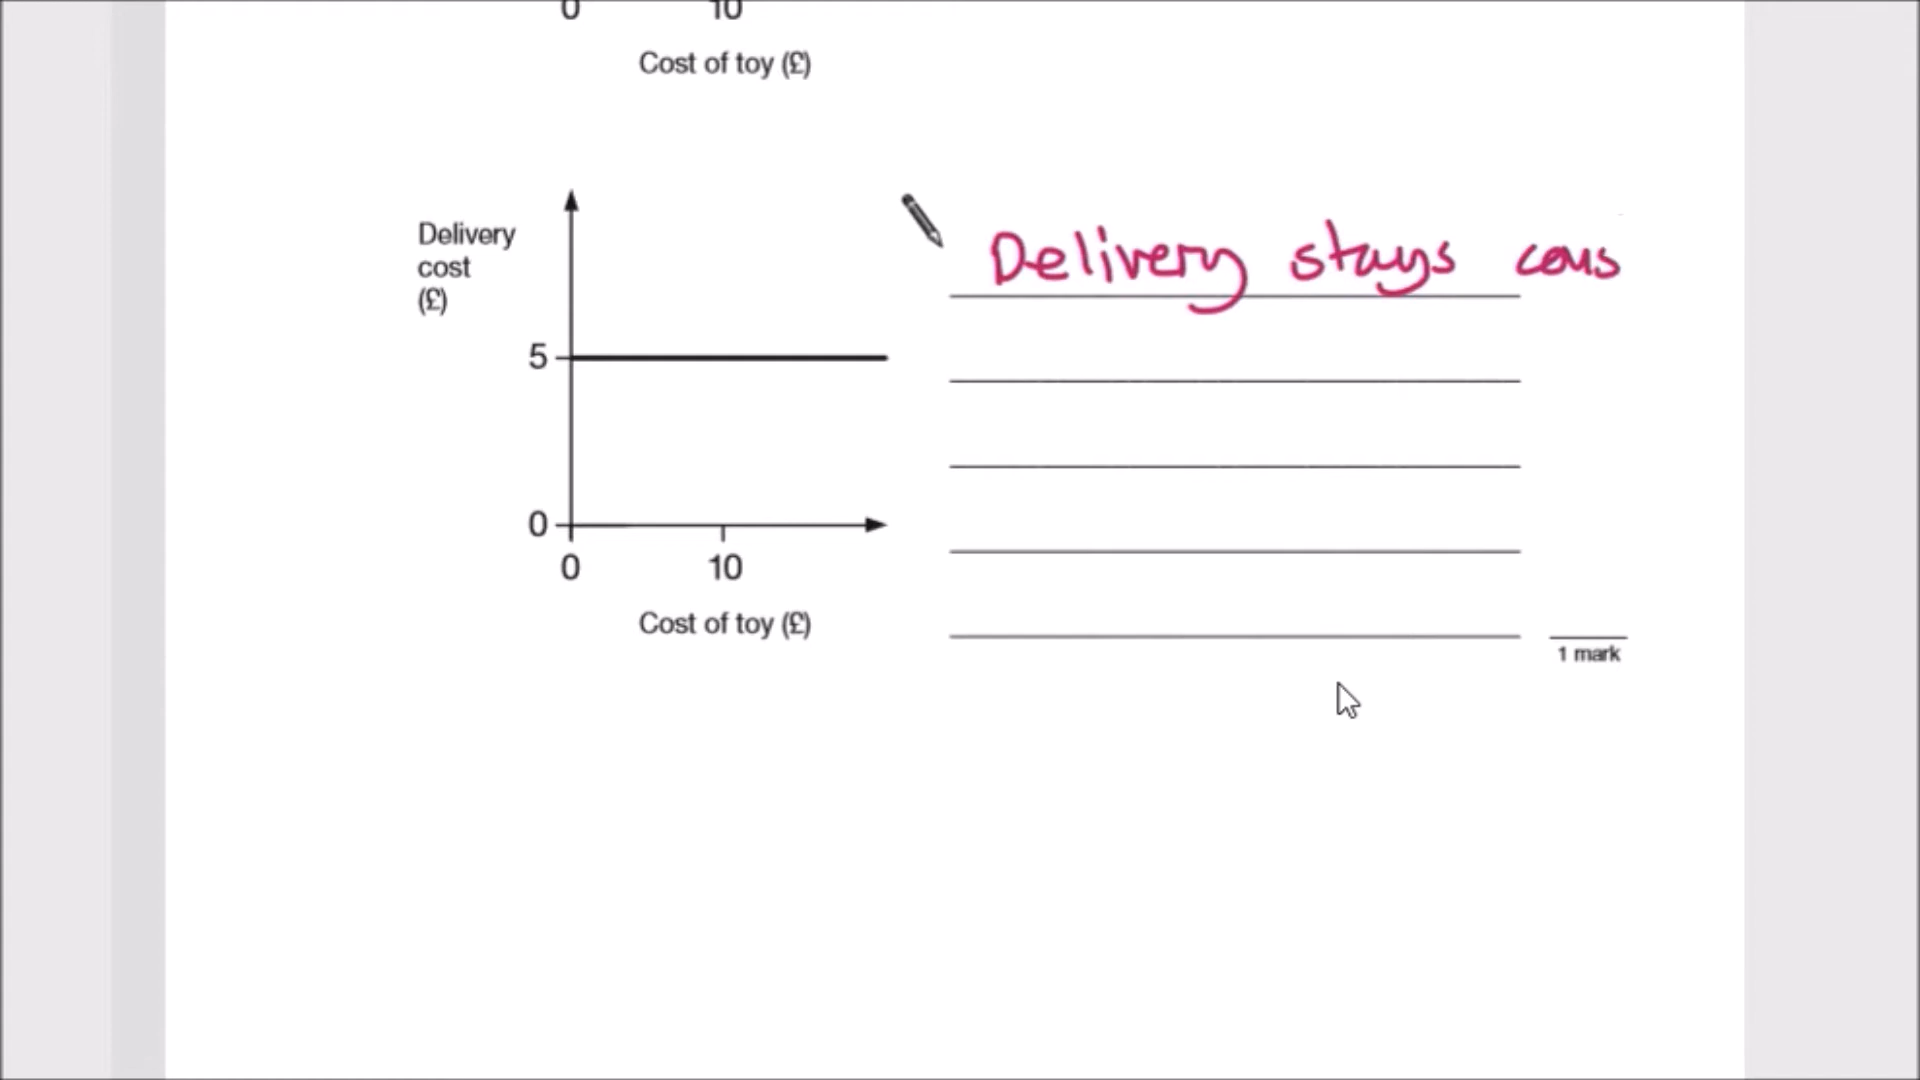 0 10
Cost of toy (£)
Delivery
cost
(£)
Delivery stays cons
5
0
0 10
Cost of toy (£)
1 mark